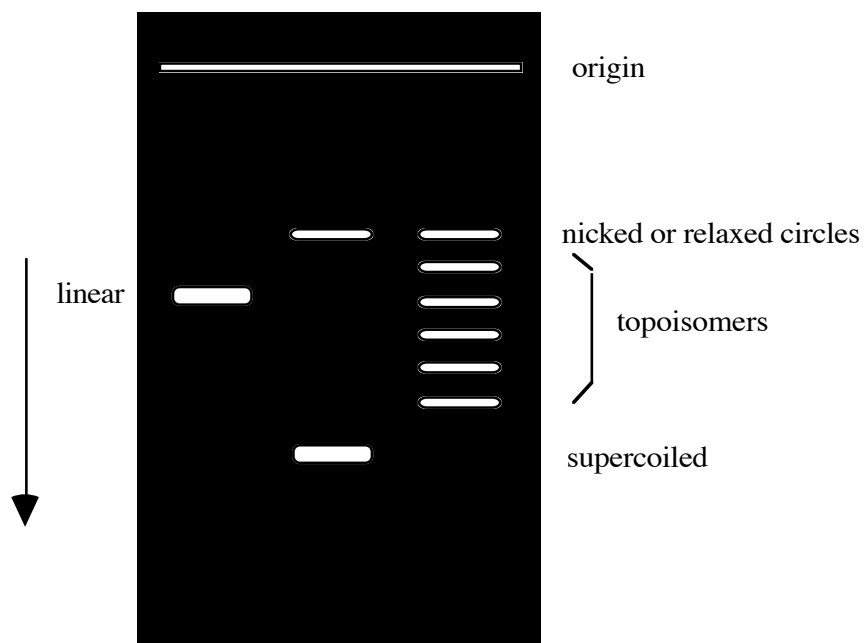 origin
nicked or relaxed circles
linear
topoisomers
supercoiled